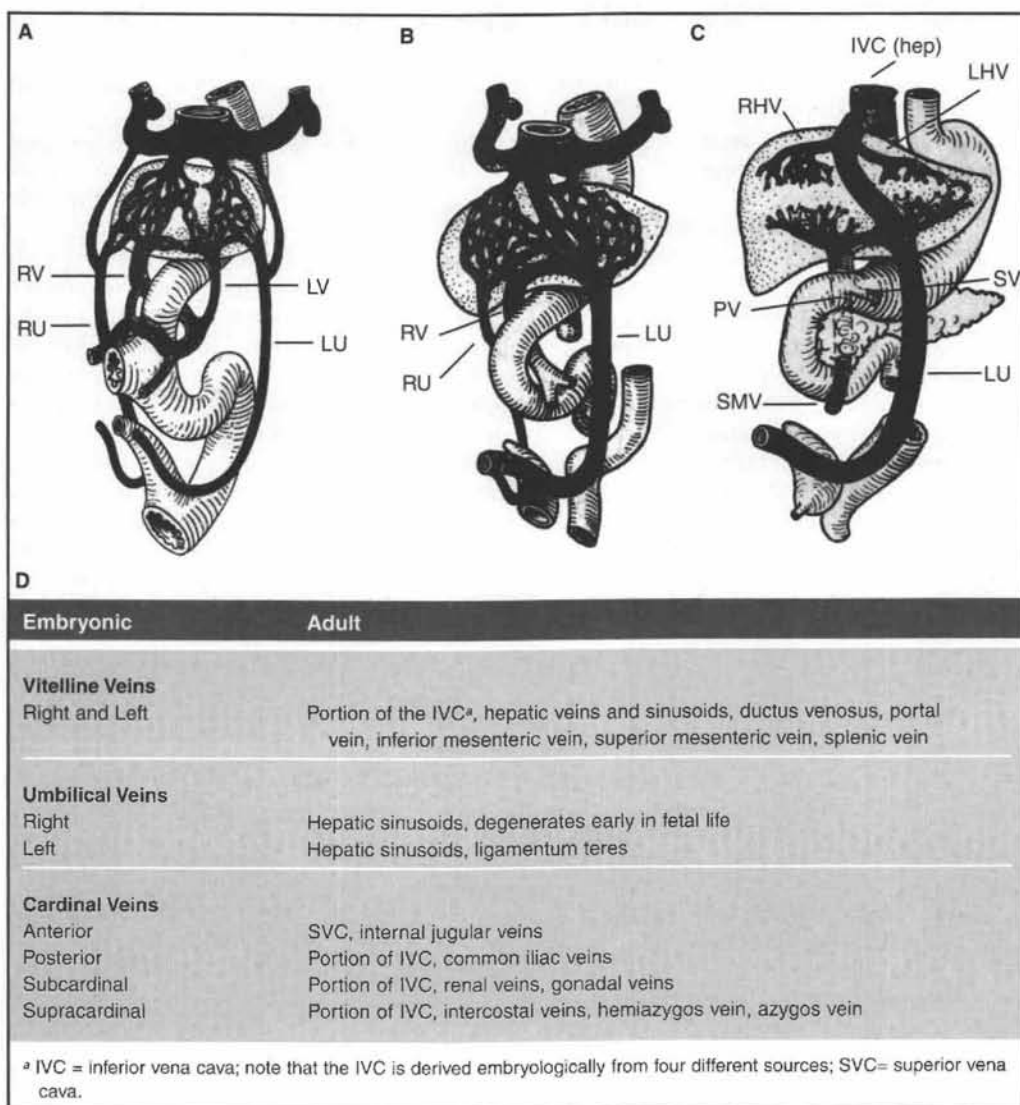 A
B
C
IVC (hep)
LHV
RHV
RV
LV
RU
LU
RV
RU
LU
PV
SV
SMV
LU
D
Embryonic Adult
Vitelline Veins
Right and Left Portion of the IVCᵃ, hepatic veins and sinusoids, ductus venosus, portal
vein, inferior mesenteric vein, superior mesenteric vein, splenic vein
Umbilical Veins
Right Hepatic sinusoids, degenerates early in fetal life
Left Hepatic sinusoids, ligamentum teres
Cardinal Veins
Anterior SVC, internal jugular veins
Posterior Portion of IVC, common iliac veins
Subcardinal Portion of IVC, renal veins, gonadal veins
Supracardinal Portion of IVC, intercostal veins, hemiazygos vein, azygos vein
ᵃ IVC = inferior vena cava; note that the IVC is derived embryologically from four different sources; SVC= superior vena
cava.